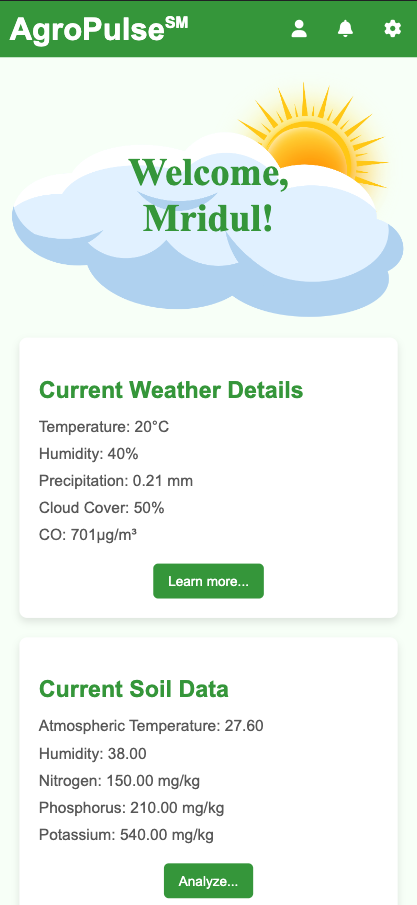 AgroPulse℠
Welcome,
Mridul!
Current Weather Details
Temperature: 20°C
Humidity: 40%
Precipitation: 0.21 mm
Cloud Cover: 50%
CO: 701μg/m³
Learn more...
Current Soil Data
Atmospheric Temperature: 27.60
Humidity: 38.00
Nitrogen: 150.00 mg/kg
Phosphorus: 210.00 mg/kg
Potassium: 540.00 mg/kg
Analyze...